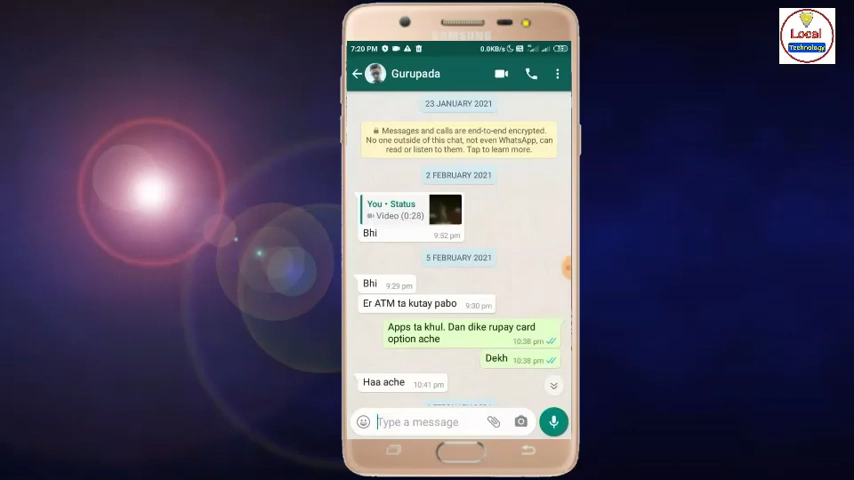 Local
Technology
SAMSUNG
7:20 PM 0.0KB/s
Gurupada
23 JANUARY 2021
Messages and calls are end-to-end encrypted.
No one outside of this chat, not even WhatsApp, can
read or listen to them. Tap to learn more.
2 FEBRUARY 2021
You • Status
Video (0:28)
Bhi
9:52 pm
5 FEBRUARY 2021
Bhi 9:29 pm
Er ATM ta kutay pabo 9:30 pm
Apps ta khul. Dan dike rupay card
option ache 10:38 pm
Dekh 10:38 pm
Haa ache 10:41 pm
Type a message